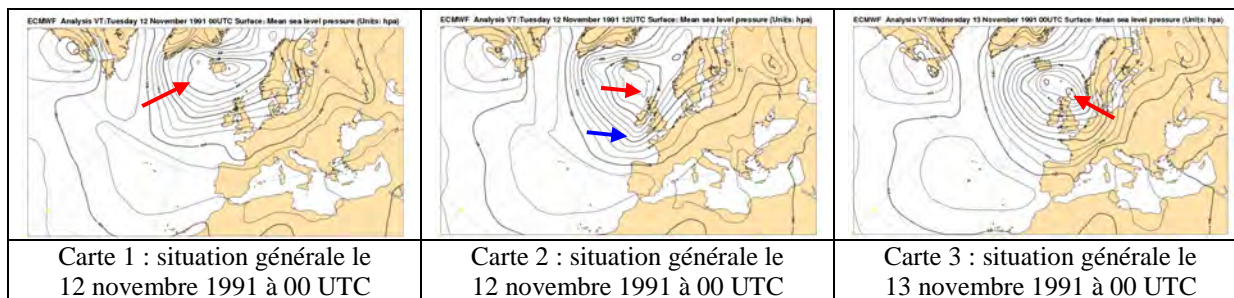 ECMWF Analysis VT:Tuesday 12 November 1991 00UTC Surface: Mean sea level pressure (Units: hpa)
ECMWF Analysis VT:Tuesday 12 November 1991 12UTC Surface: Mean sea level pressure (Units: hpa)
ECMWF Analysis VT:Wednesday 13 November 1991 00UTC Surface: Mean sea level pressure (Units: hpa)
Carte 1 : situation générale le
12 novembre 1991 à 00 UTC
Carte 2 : situation générale le
12 novembre 1991 à 00 UTC
Carte 3 : situation générale le
13 novembre 1991 à 00 UTC